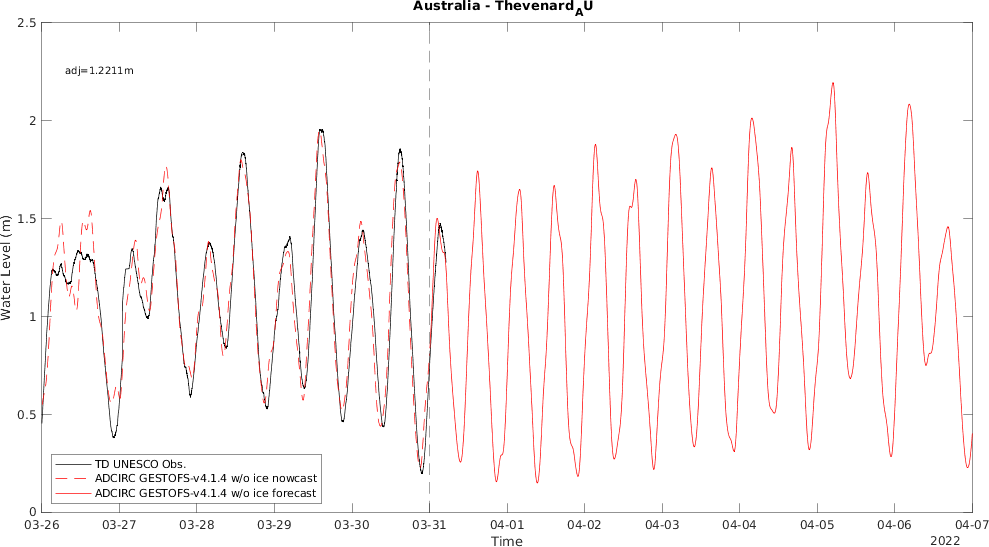 Australia - Thevenard_AU
adj=1.2211m
2.5
2
1.5
1
0.5
0
Water Level (m)
TD UNESCO Obs.
ADCIRC GESTOFS-v4.1.4 w/o ice nowcast
ADCIRC GESTOFS-v4.1.4 w/o ice forecast
03-26 03-27 03-28 03-29 03-30 03-31 04-01 04-02 04-03 04-04 04-05 04-06 04-07
Time
2022